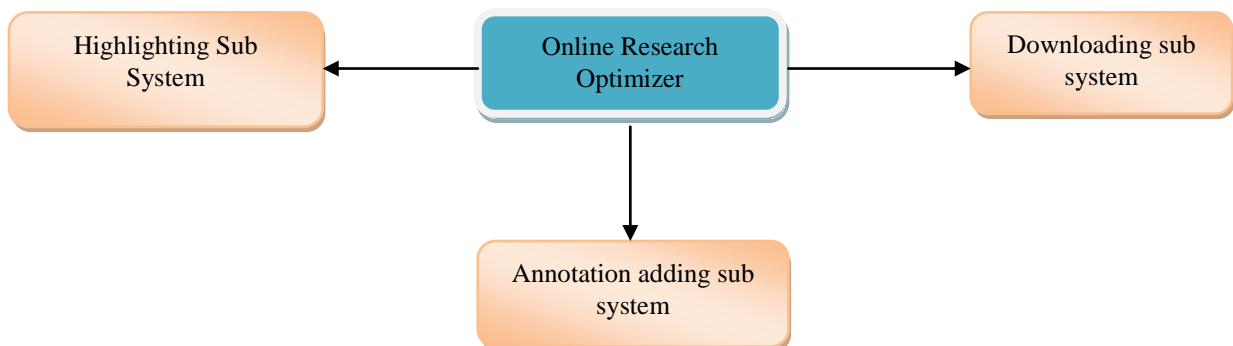 Highlighting Sub
System
Online Research
Optimizer
Downloading sub
system
Annotation adding sub
system